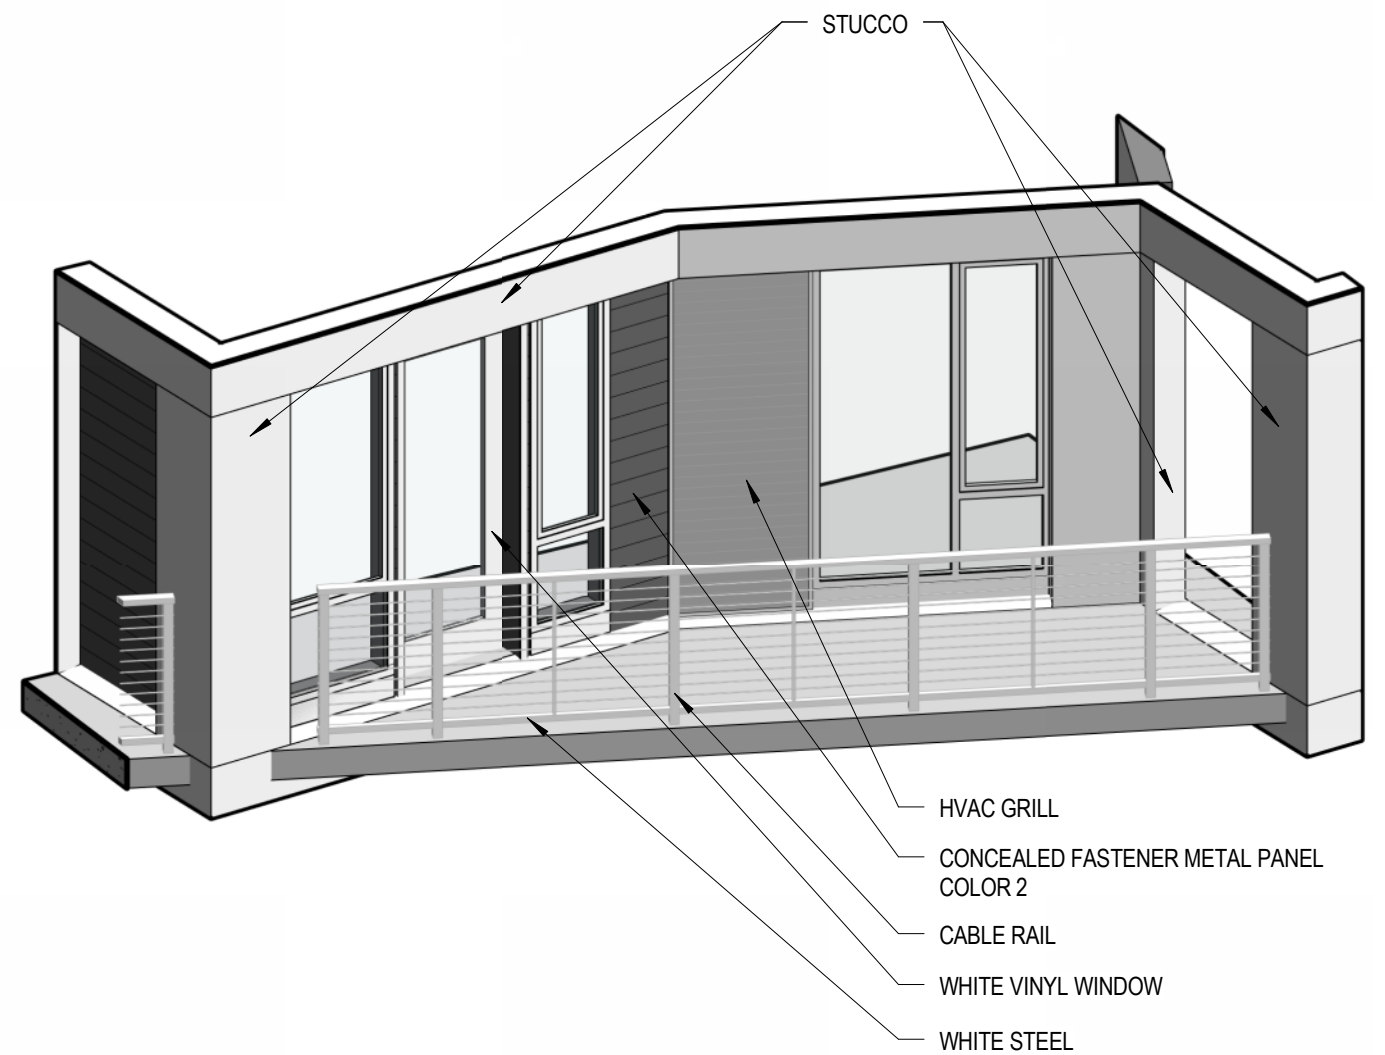 STUCCO
HVAC GRILL
CONCEALED FASTENER METAL PANEL
COLOR 2
CABLE RAIL
WHITE VINYL WINDOW
WHITE STEEL